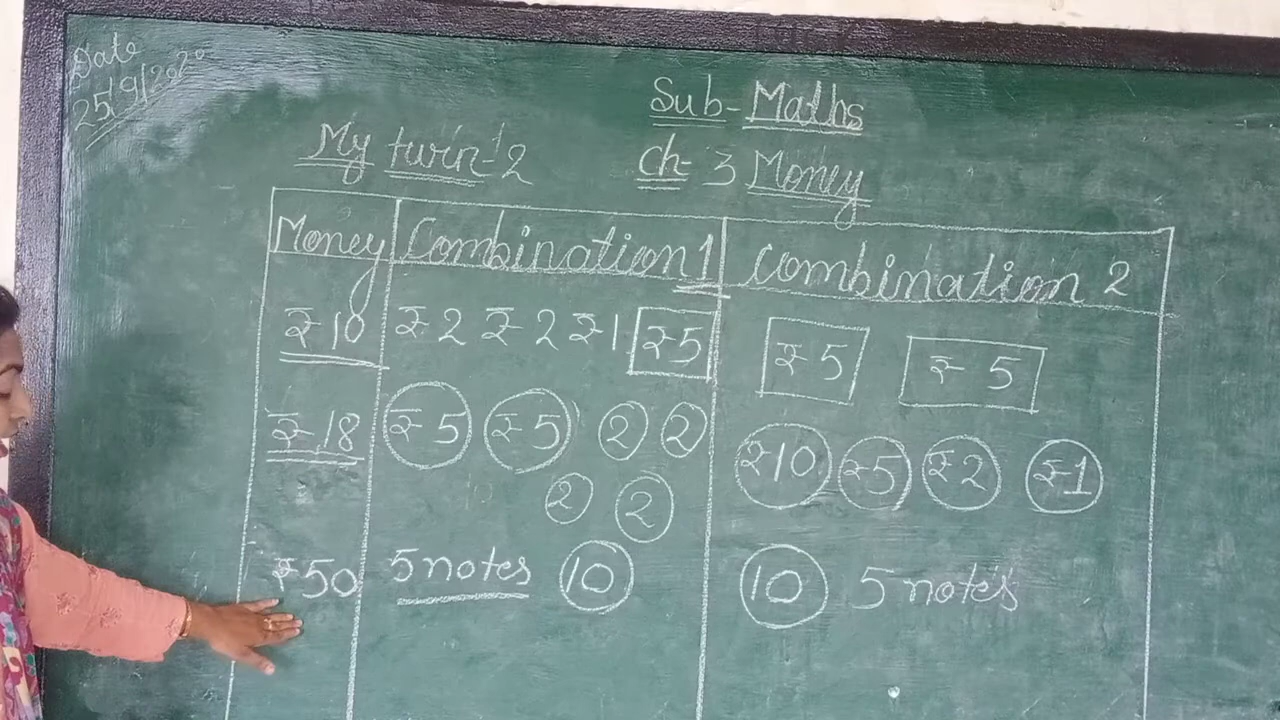 Date
25/9/2020
Sub- Maths
My twin-2
Ch- 3 Money
Money Combination 1 Combination 2
₹10 ₹2 ₹2 ₹1 ₹5 ₹5 ₹5
₹18 ₹5 ₹5 2 2 ₹10 ₹5 ₹2 ₹1
2 2
₹50 5 notes 10 10 5 notes